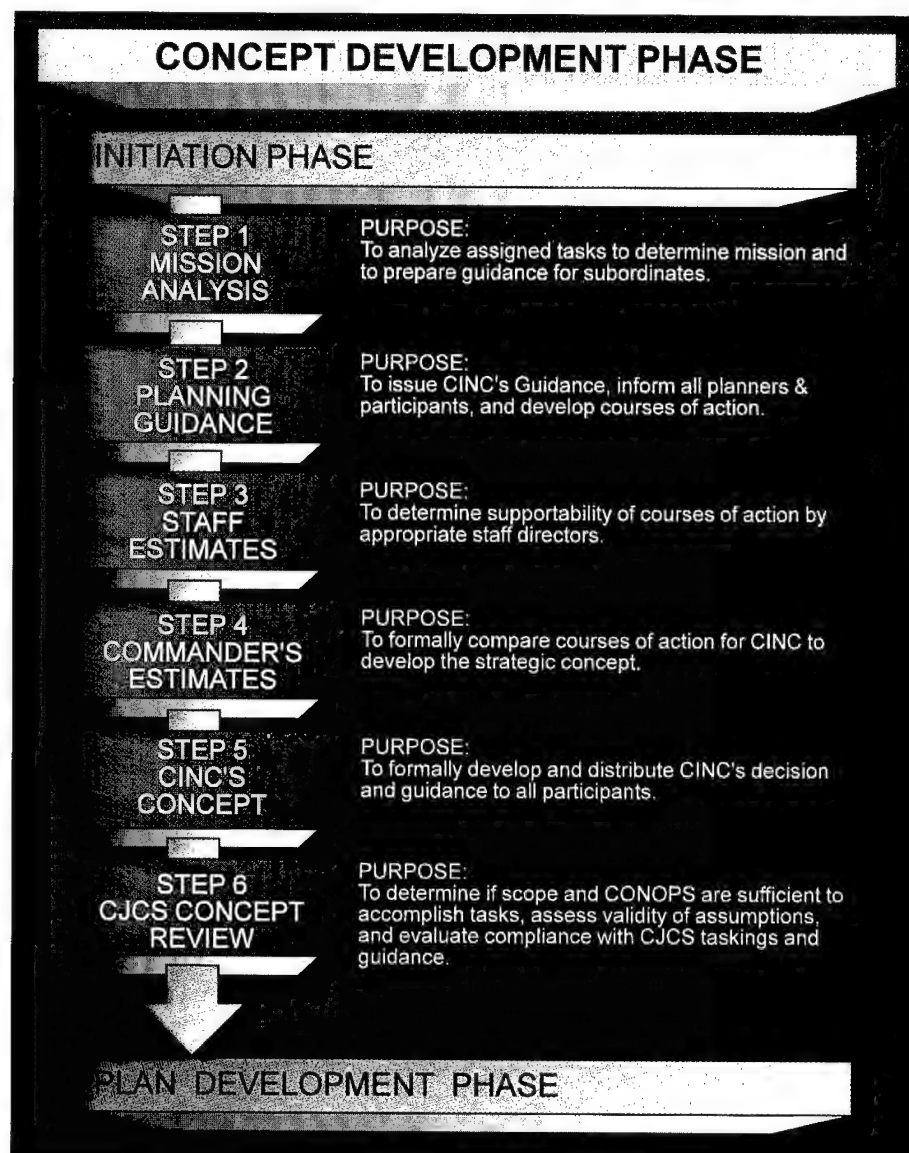 CONCEPT DEVELOPMENT PHASE
INITIATION PHASE
STEP 1
MISSION
ANALYSIS
PURPOSE:
To analyze assigned tasks to determine mission and
to prepare guidance for subordinates.
STEP 2
PLANNING
GUIDANCE
PURPOSE:
To issue CINC's Guidance, inform all planners &
participants, and develop courses of action.
STEP 3
STAFF
ESTIMATES
PURPOSE:
To determine supportability of courses of action by
appropriate staff directors.
STEP 4
COMMANDER'S
ESTIMATES
PURPOSE:
To formally compare courses of action for CINC to
develop the strategic concept.
STEP 5
CINC'S
CONCEPT
PURPOSE:
To formally develop and distribute CINC's decision
and guidance to all participants.
STEP 6
CJCS CONCEPT
REVIEW
PURPOSE:
To determine if scope and CONOPS are sufficient to
accomplish tasks, assess validity of assumptions,
and evaluate compliance with CJCS taskings and
guidance.
PLAN DEVELOPMENT PHASE